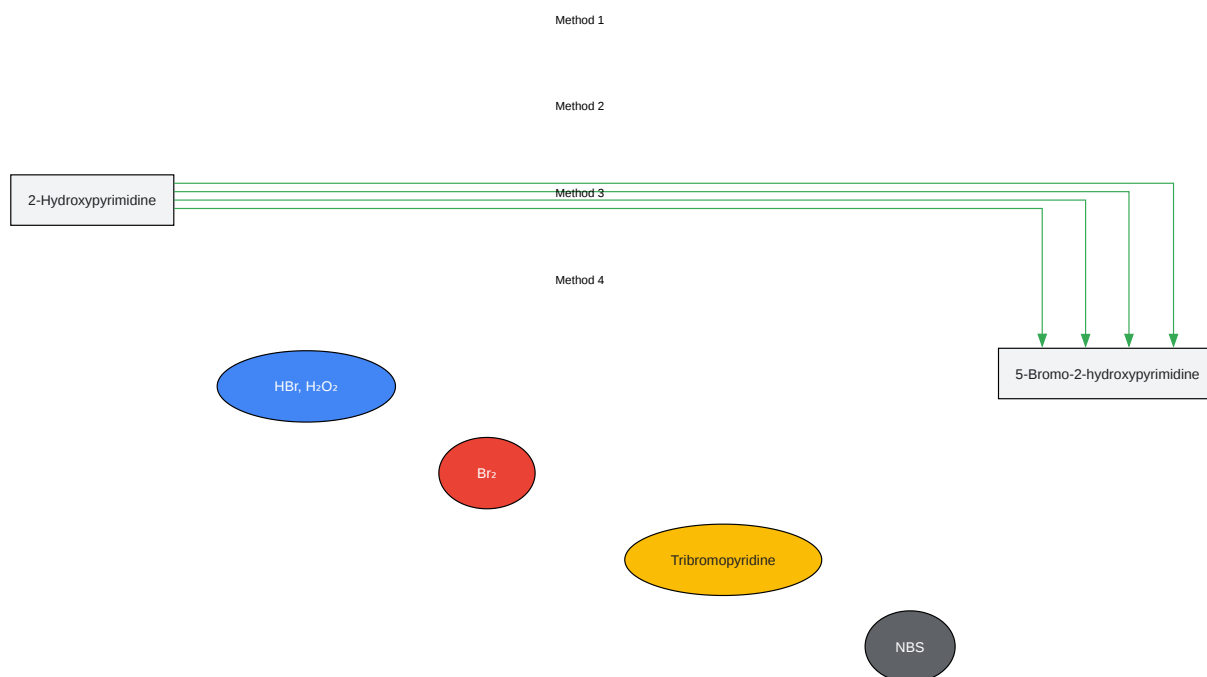 Method 1
Method 2
2-Hydroxypyrimidine
Method 3
Method 4
HBr, H₂O₂
5-Bromo-2-hydroxypyrimidine
Br₂
Tribromopyridine
NBS